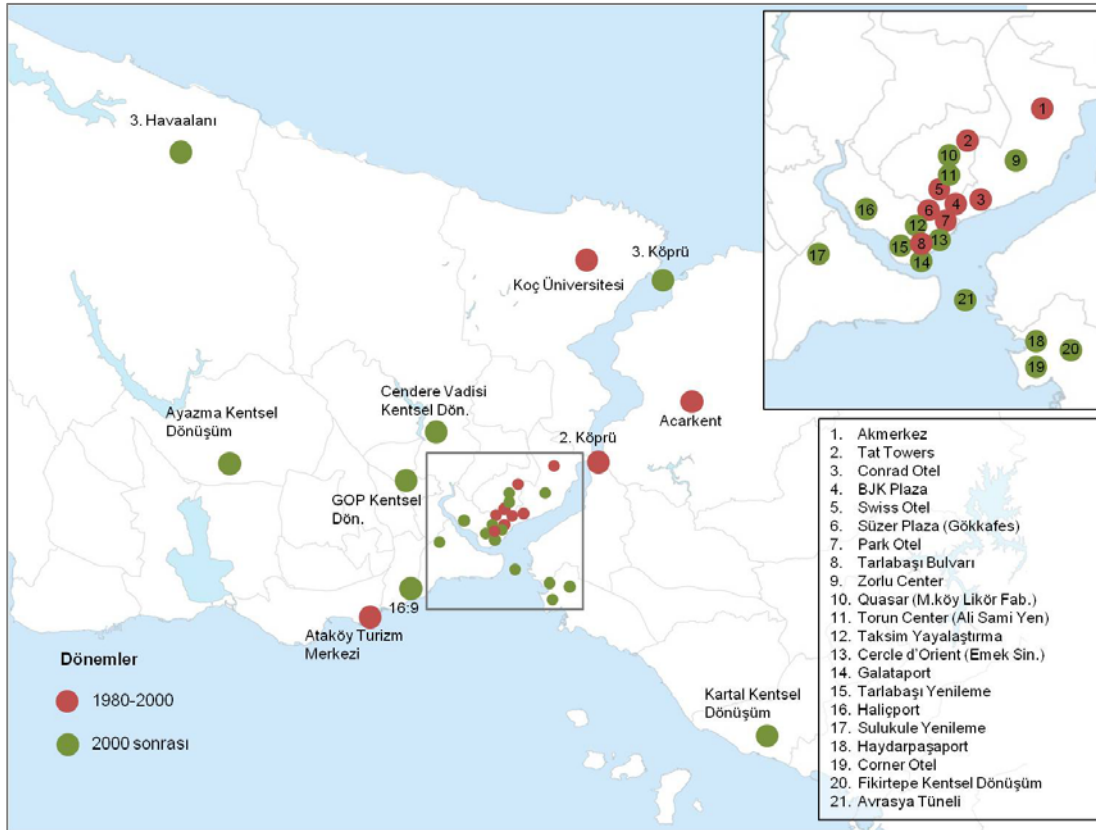 3. Havaalanı
Koç Üniversitesi
3. Köprü
Cendere Vadisi
Kentsel Dön.
Acarkent
Ayazma Kentsel
Dönüşüm
2. Köprü
GOP Kentsel
Dön.
16:9
Ataköy Turizm
Merkezi
Kartal Kentsel
Dönüşüm
Dönemler
1980-2000
2000 sonrası
1
2
10
9
11
5
4
3
16
6
7
12
13
15
8
17
14
21
18
20
19
1. Akmerkez
2. Tat Towers
3. Conrad Otel
4. BJK Plaza
5. Swiss Otel
6. Süzer Plaza (Gökkafes)
7. Park Otel
8. Tarlabaşı Bulvarı
9. Zorlu Center
10. Quasar (M.köy Likör Fab.)
11. Torun Center (Ali Sami Yen)
12. Taksim Yayalaştırma
13. Cercle d'Orient (Emek Sin.)
14. Galataport
15. Tarlabaşı Yenileme
16. Haliçport
17. Sulukule Yenileme
18. Haydarpaşaport
19. Corner Otel
20. Fikirtepe Kentsel Dönüşüm
21. Avrasya Tüneli